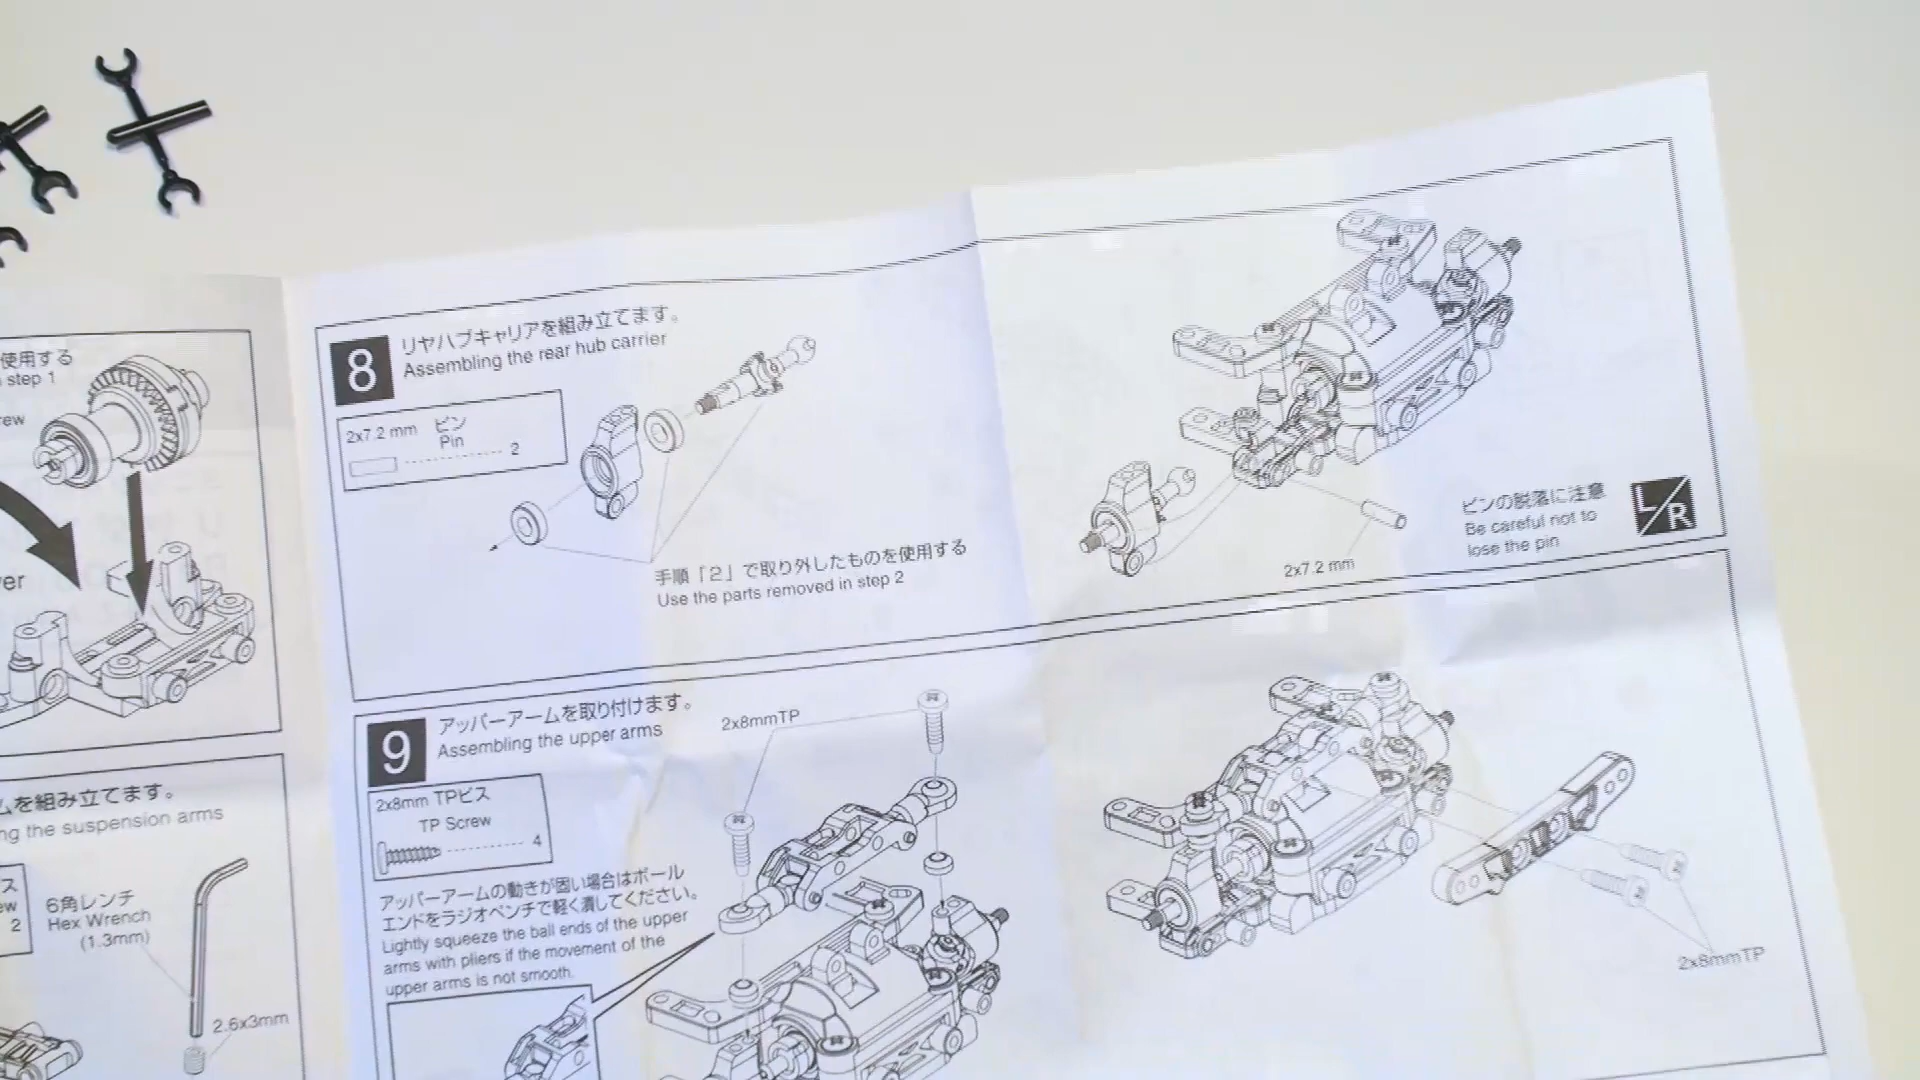 使用する
step 1
8
リヤハブキャリアを組み立てます。
Assembling the rear hub carrier
2x7.2 mm ピン
Pin
2
手順「2」で取り外したものを使用する
Use the parts removed in step 2
2x7.2 mm
ピンの脱落に注意
Be careful not to
lose the pin
L/R
9
アッパーアームを取り付けます。
Assembling the upper arms
2x8mm TPビス
TP Screw
4
2x8mmTP
アッパーアームの動きが固い場合はボール
エンドをラジオペンチで軽く潰してください。
Lightly squeeze the ball ends of the upper
arms with pliers if the movement of the
upper arms is not smooth.
2x8mmTP
ムを組み立てます。
ng the suspension arms
ス
2
6角レンチ
Hex Wrench
(1.3mm)
2.6x3mm